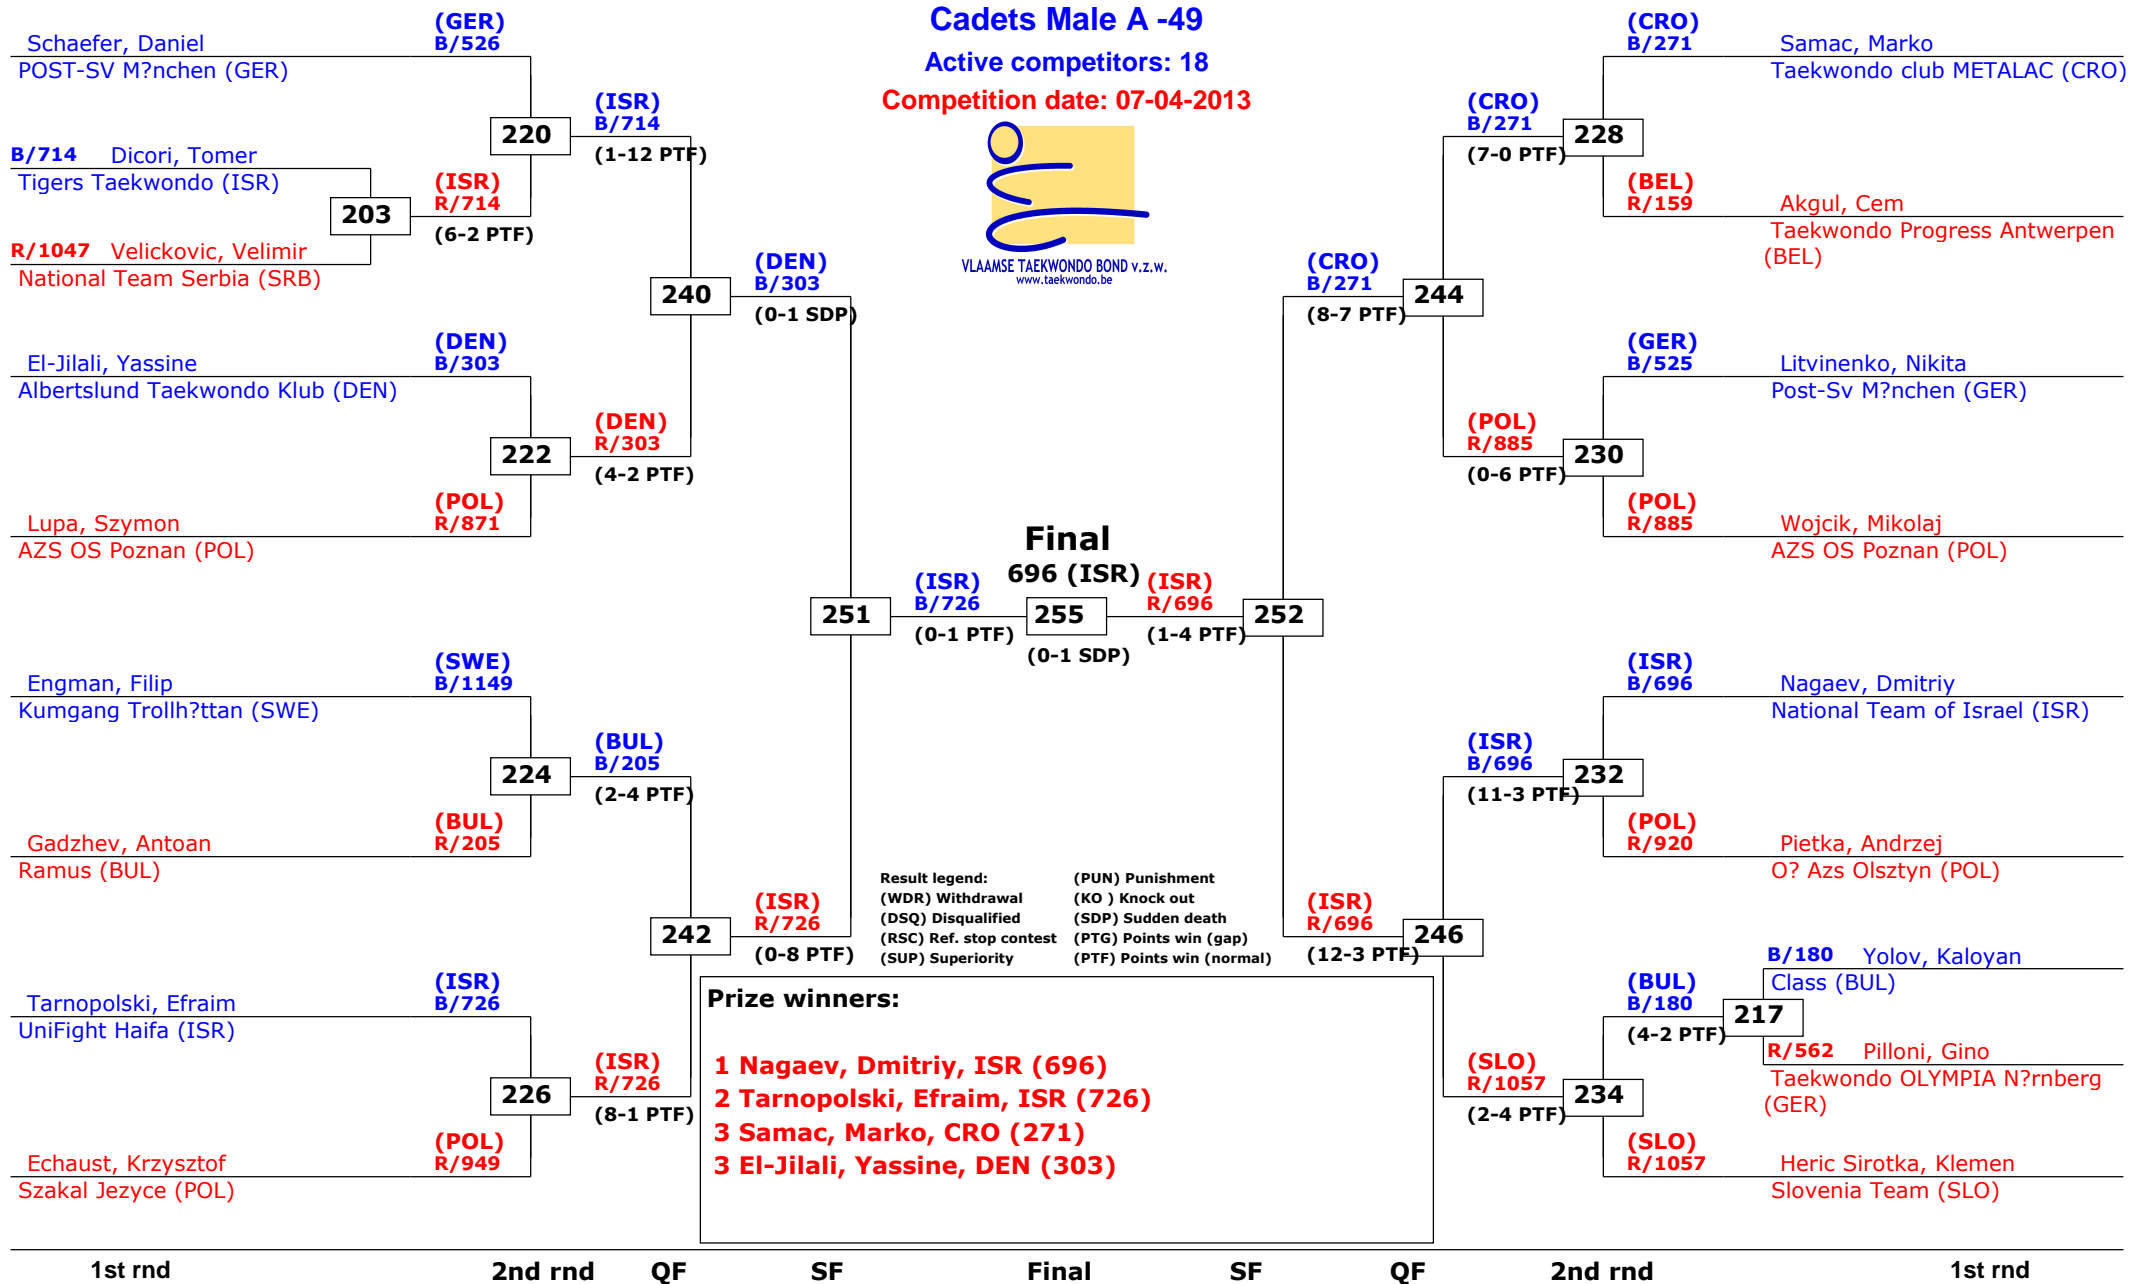 Cadets Male A -49
Active competitors: 18
Competition date: 07-04-2013
VLAAMSE TAEKWONDO BOND v.z.w.
www.taekwondo.be
(GER)
B/526
Schaefer, Daniel
POST-SV M?nchen (GER)
220
(ISR)
B/714
(1-12 PTF)
B/714 Dicori, Tomer
Tigers Taekwondo (ISR)
203
(ISR)
R/714
(6-2 PTF)
R/1047 Velickovic, Velimir
National Team Serbia (SRB)
240
(DEN)
B/303
(0-1 SDP)
(DEN)
B/303
El-Jilali, Yassine
Albertslund Taekwondo Klub (DEN)
222
(DEN)
R/303
(4-2 PTF)
(POL)
R/871
Lupa, Szymon
AZS OS Poznan (POL)
251
(ISR)
B/726
(0-1 PTF)
Final
696 (ISR)
255
(0-1 SDP)
(ISR)
R/696
(1-4 PTF)
252
(SWE)
B/1149
Engman, Filip
Kumgang Trollh?ttan (SWE)
224
(BUL)
B/205
(2-4 PTF)
(BUL)
R/205
Gadzhev, Antoan
Ramus (BUL)
242
(ISR)
R/726
(0-8 PTF)
(ISR)
B/726
Tarnopolski, Efraim
UniFight Haifa (ISR)
226
(ISR)
R/726
(8-1 PTF)
(POL)
R/949
Echaust, Krzysztof
Szakal Jezyce (POL)
(CRO)
B/271
Samac, Marko
Taekwondo club METALAC (CRO)
(CRO)
B/271
(7-0 PTF)
228
(BEL)
R/159
Akgul, Cem
Taekwondo Progress Antwerpen
(BEL)
(CRO)
B/271
(8-7 PTF)
244
(GER)
B/525
Litvinenko, Nikita
Post-Sv M?nchen (GER)
(POL)
R/885
(0-6 PTF)
230
(POL)
R/885
Wojcik, Mikolaj
AZS OS Poznan (POL)
(ISR)
B/696
Nagaev, Dmitriy
National Team of Israel (ISR)
(ISR)
B/696
(11-3 PTF)
232
(POL)
R/920
Pietka, Andrzej
O? Azs Olsztyn (POL)
(ISR)
R/696
(12-3 PTF)
246
B/180 Yolov, Kaloyan
Class (BUL)
(BUL)
B/180
(4-2 PTF)
217
R/562 Pilloni, Gino
Taekwondo OLYMPIA N?rnberg
(GER)
(SLO)
R/1057
(2-4 PTF)
234
(SLO)
R/1057
Heric Sirotka, Klemen
Slovenia Team (SLO)
Result legend: (PUN) Punishment
(WDR) Withdrawal (KO ) Knock out
(DSQ) Disqualified (SDP) Sudden death
(RSC) Ref. stop contest (PTG) Points win (gap)
(SUP) Superiority (PTF) Points win (normal)
Prize winners:
1 Nagaev, Dmitriy, ISR (696)
2 Tarnopolski, Efraim, ISR (726)
3 Samac, Marko, CRO (271)
3 El-Jilali, Yassine, DEN (303)
1st rnd 2nd rnd QF SF Final SF QF 2nd rnd 1st rnd